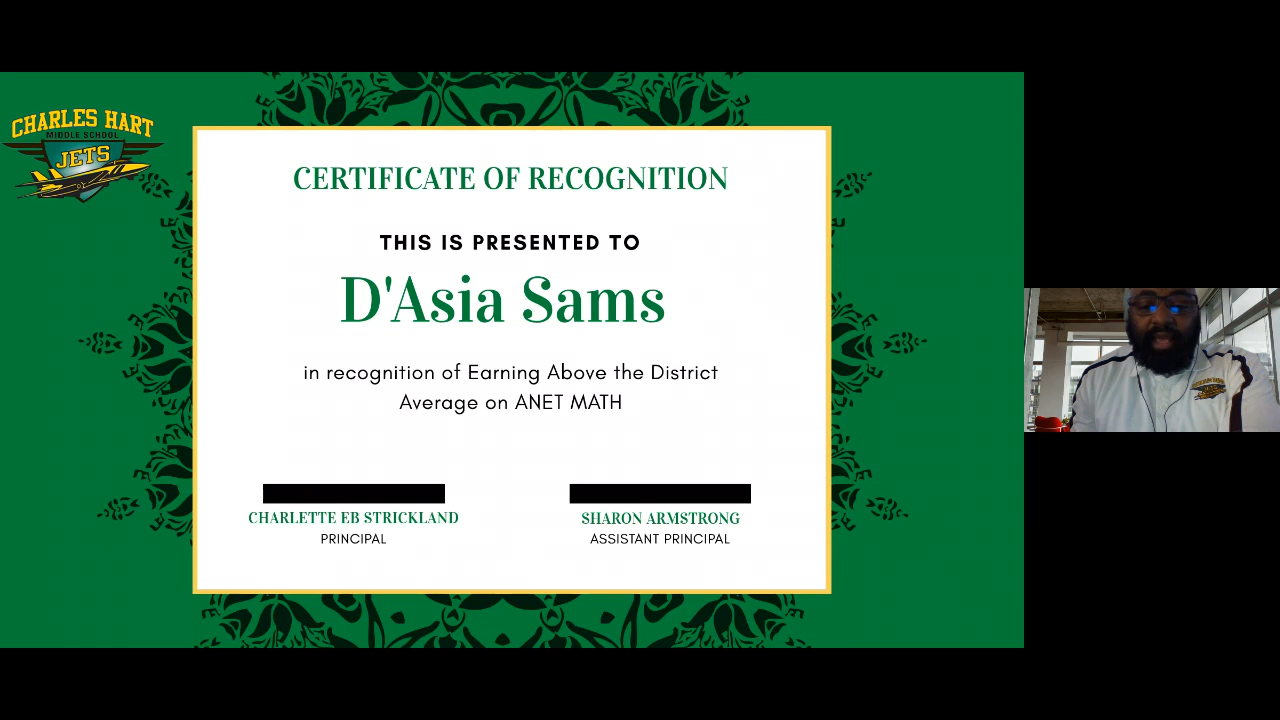 CHARLES HART
MIDDLE SCHOOL
JETS
CERTIFICATE OF RECOGNITION
THIS IS PRESENTED TO
D'Asia Sams
in recognition of Earning Above the District
Average on ANET MATH
CHARLETTE EB STRICKLAND
SHARON ARMSTRONG
PRINCIPAL
ASSISTANT PRINCIPAL